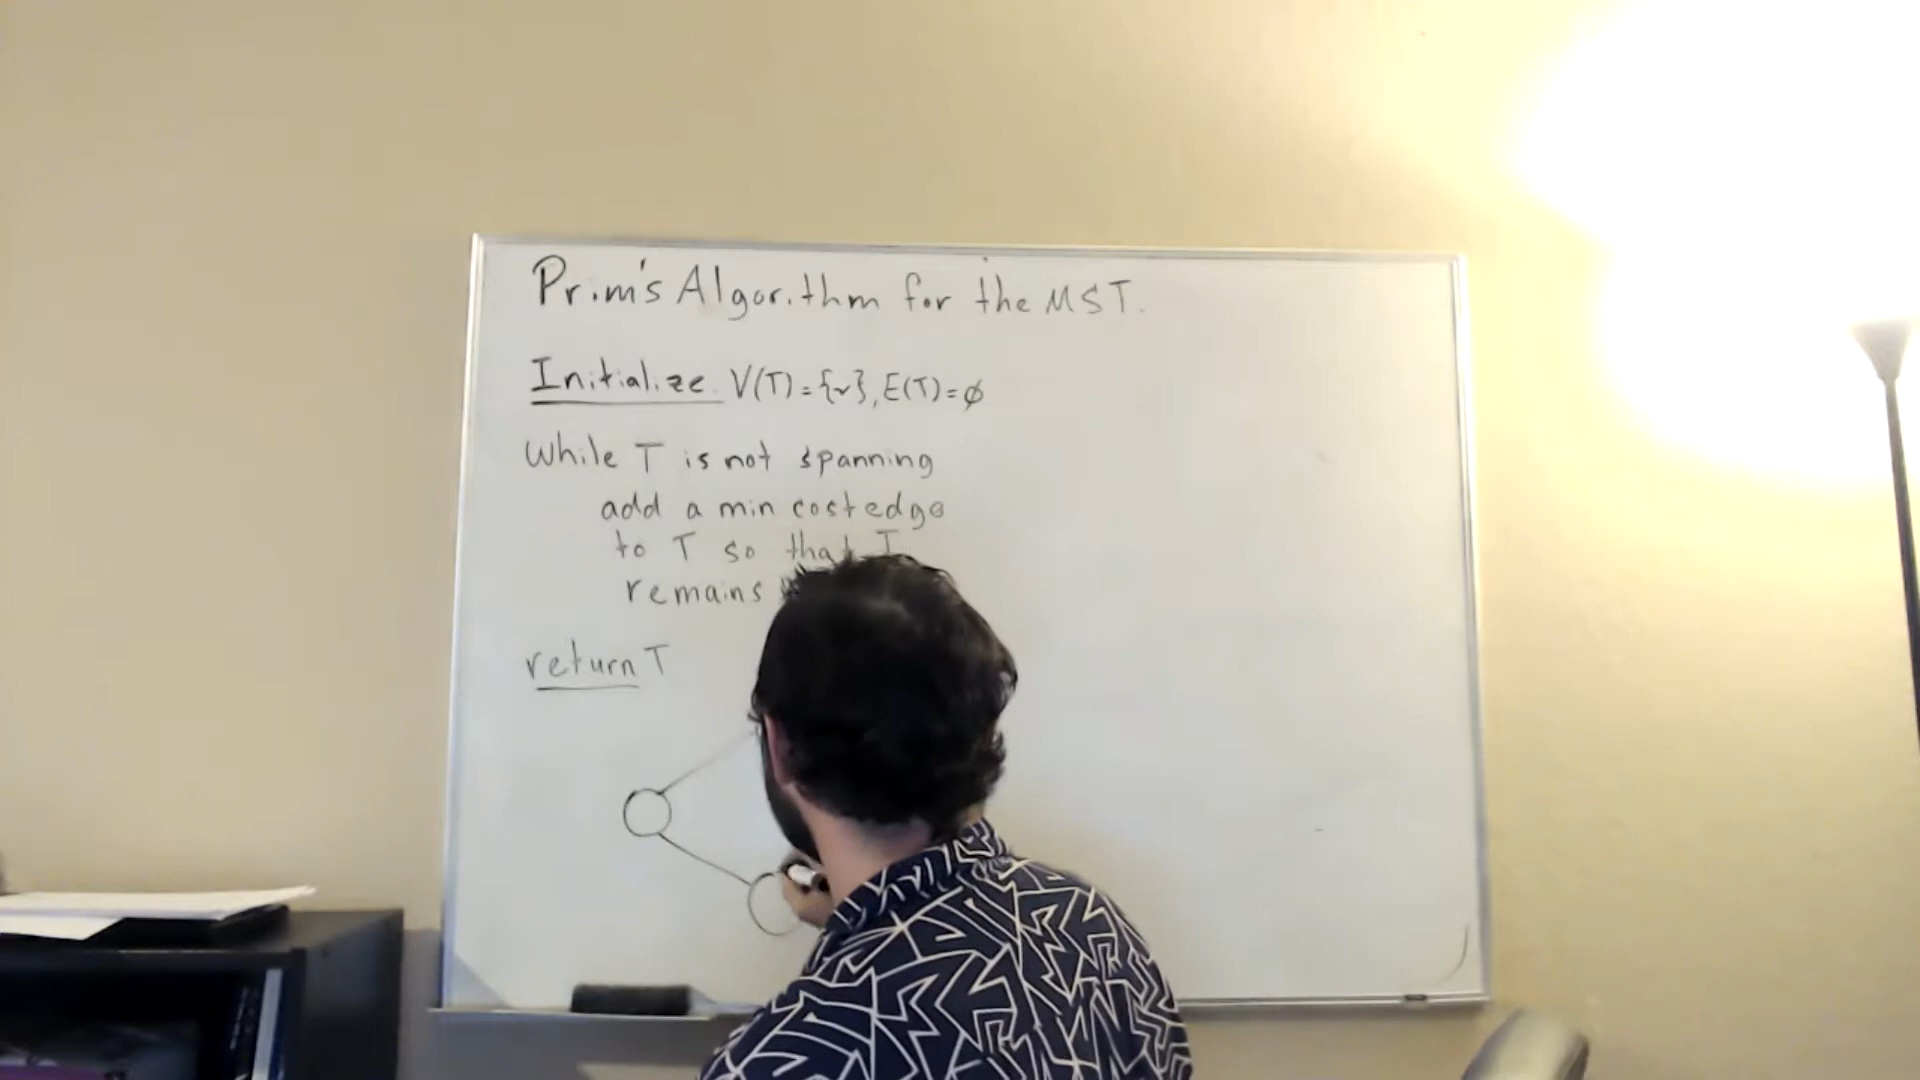 Prim's Algorithm for the MST.
Initialize V(T) = {v}, E(T) = ∅
While T is not spanning
add a min cost edge
to T so that T
remains
return T